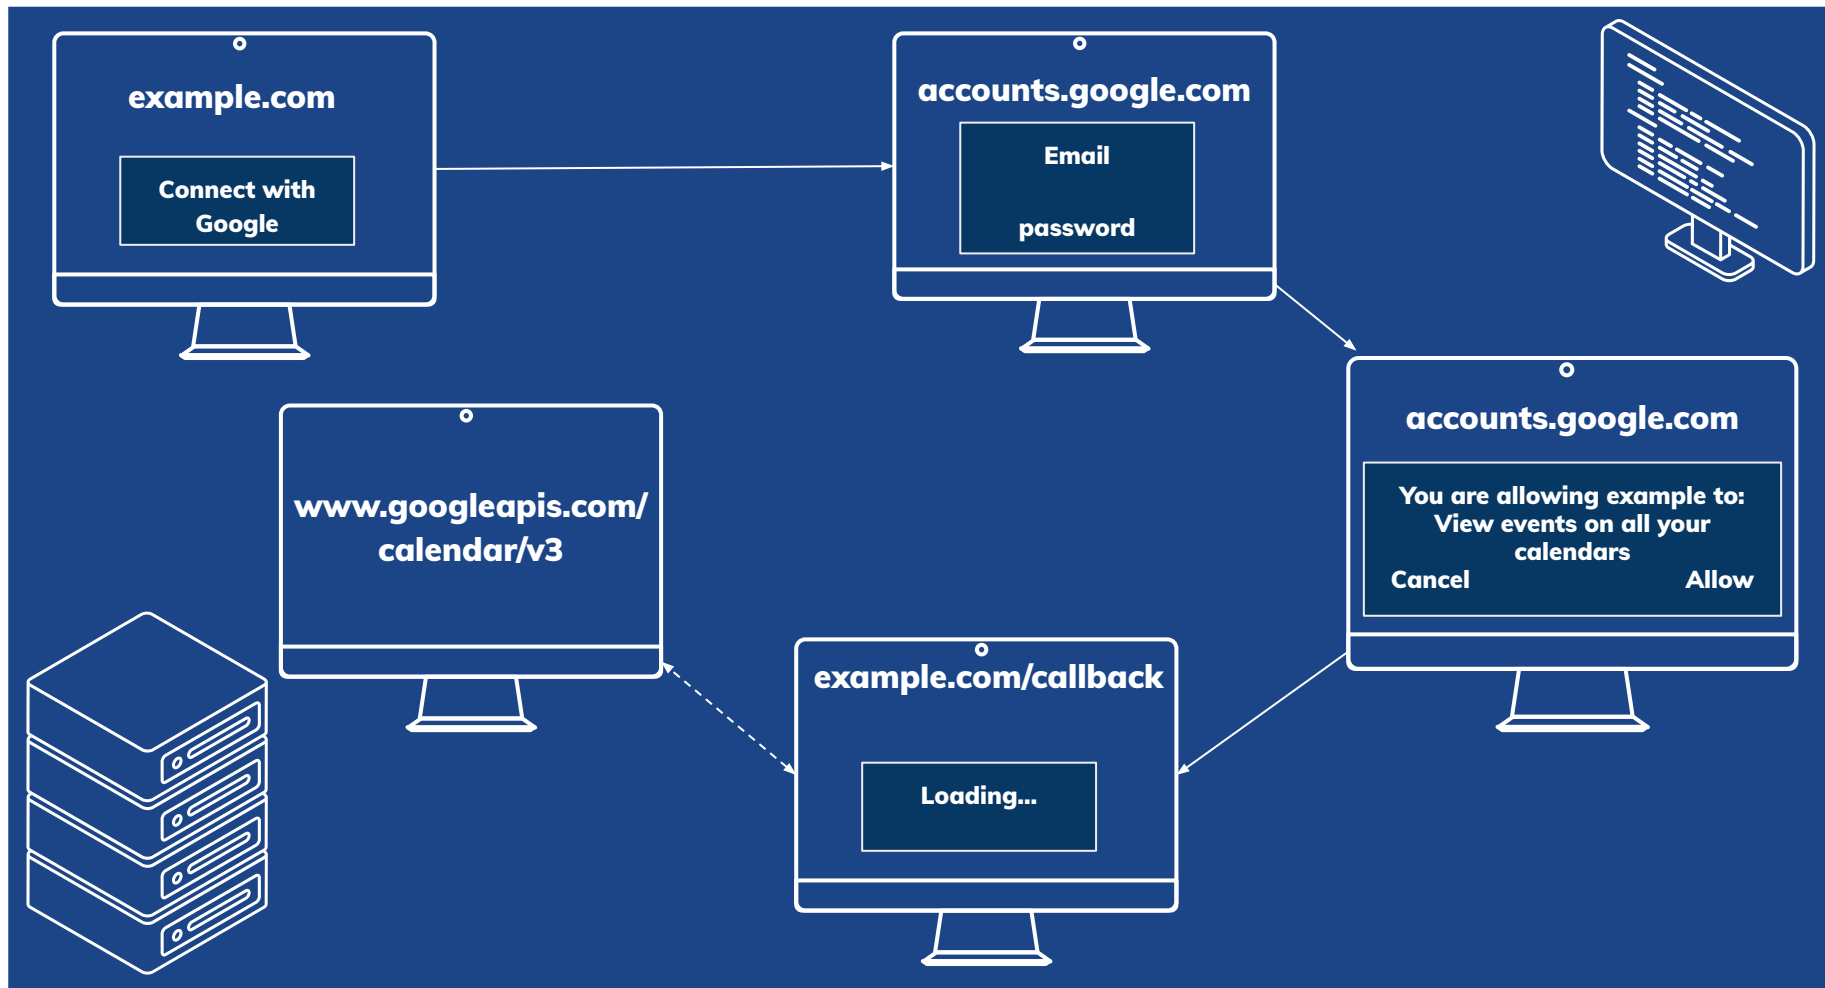 example.com
Connect with
Google
accounts.google.com
Email
password
accounts.google.com
You are allowing example to:
View events on all your
calendars
Cancel Allow
www.googleapis.com/
calendar/v3
example.com/callback
Loading...